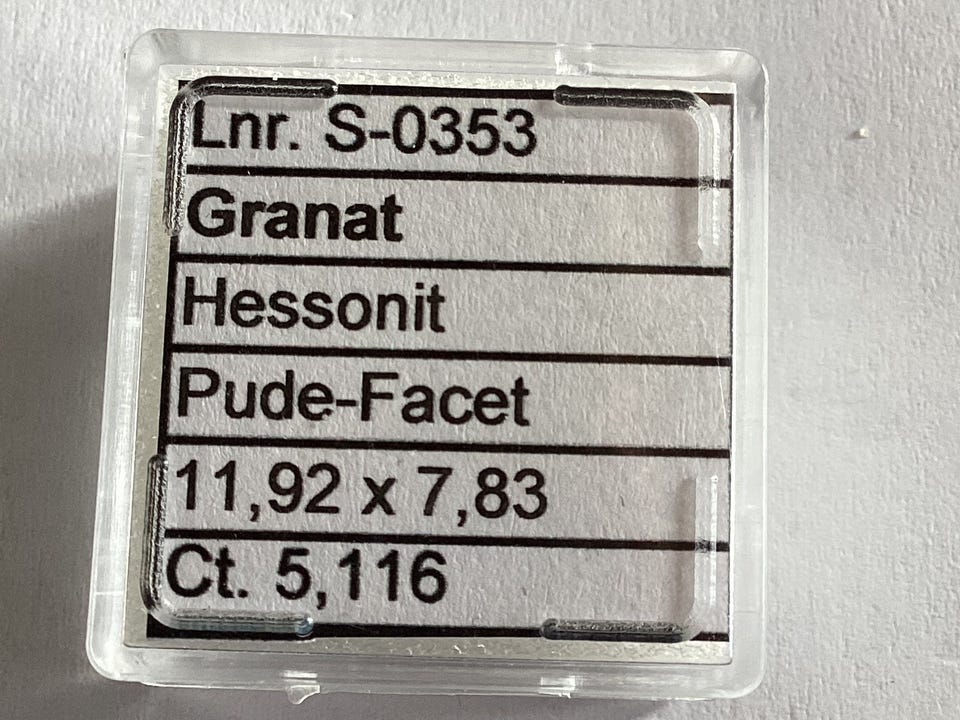 Lnr. S-0353
Granat
Hessonit
Pude-Facet
11,92 x 7,83
Ct. 5,116